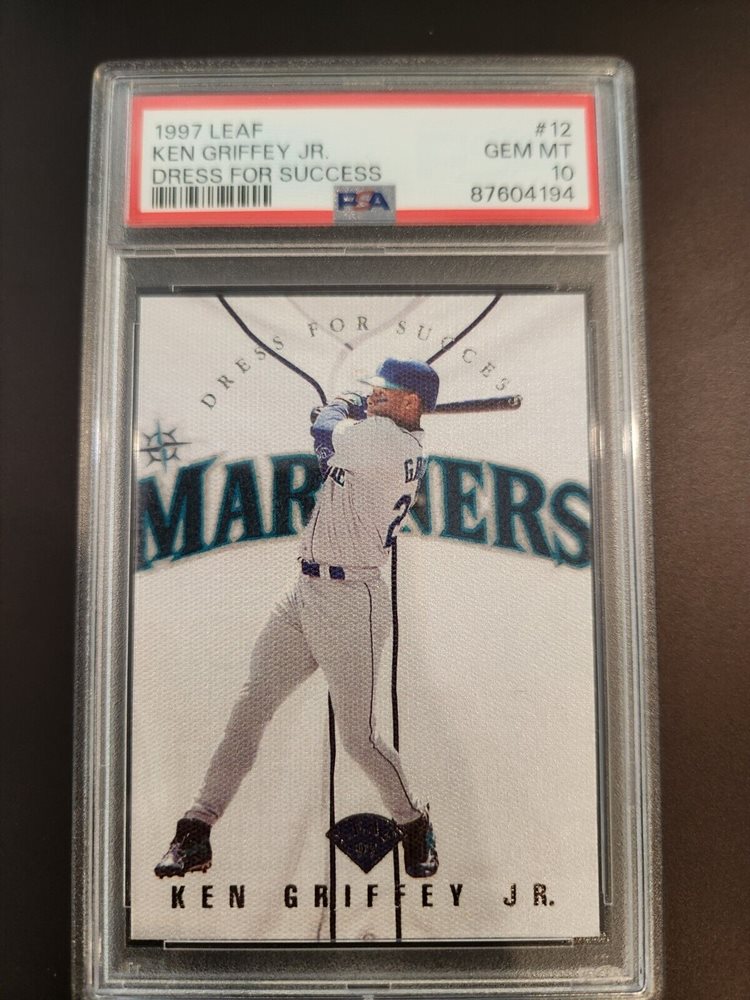 1997 LEAF #12
KEN GRIFFEY JR. GEM MT
DRESS FOR SUCCESS 10
PSA 87604194
DRESS FOR SUCCESS
MARINERS
KEN GRIFFEY JR.